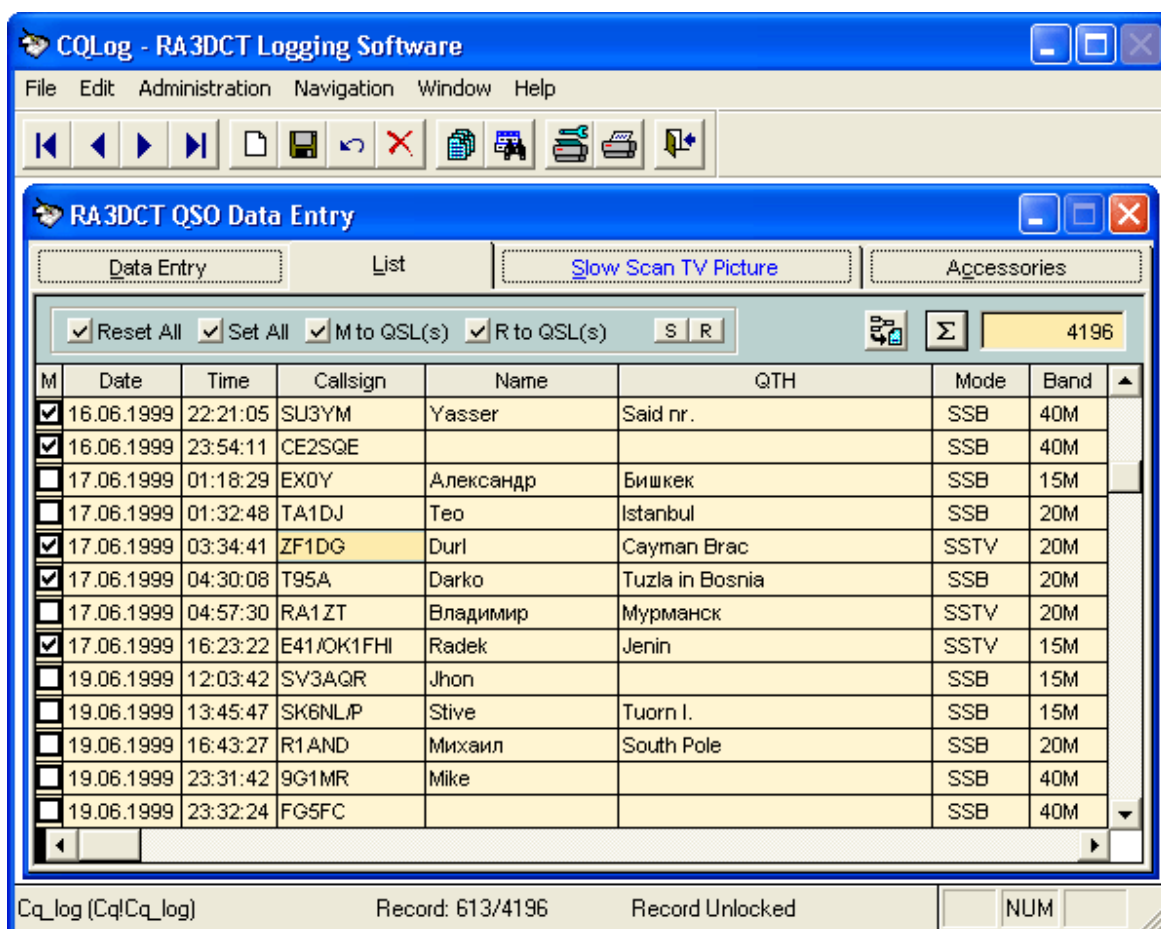 CQLog - RA3DCT Logging Software
File Edit Administration Navigation Window Help
RA3DCT QSO Data Entry
Data Entry List Slow Scan TV Picture Accessories
Reset All Set All M to QSL(s) R to QSL(s) S R Σ 4196
M Date Time Callsign Name QTH Mode Band
16.06.1999 22:21:05 SU3YM Yasser Said nr. SSB 40M
16.06.1999 23:54:11 CE2SQE SSB 40M
17.06.1999 01:18:29 EX0Y Александр Бишкек SSB 15M
17.06.1999 01:32:48 TA1DJ Teo Istanbul SSB 20M
17.06.1999 03:34:41 ZF1DG Durl Cayman Brac SSTV 20M
17.06.1999 04:30:08 T95A Darko Tuzla in Bosnia SSB 20M
17.06.1999 04:57:30 RA1ZT Владимир Мурманск SSTV 20M
17.06.1999 16:23:22 E41/OK1FHI Radek Jenin SSTV 15M
19.06.1999 12:03:42 SV3AQR Jhon SSB 15M
19.06.1999 13:45:47 SK6NL/P Stive Tuorn I. SSB 15M
19.06.1999 16:43:27 R1AND Михаил South Pole SSB 20M
19.06.1999 23:31:42 9G1MR Mike SSB 40M
19.06.1999 23:32:24 FG5FC SSB 40M
Cq_log (Cq!Cq_log) Record: 613/4196 Record Unlocked NUM